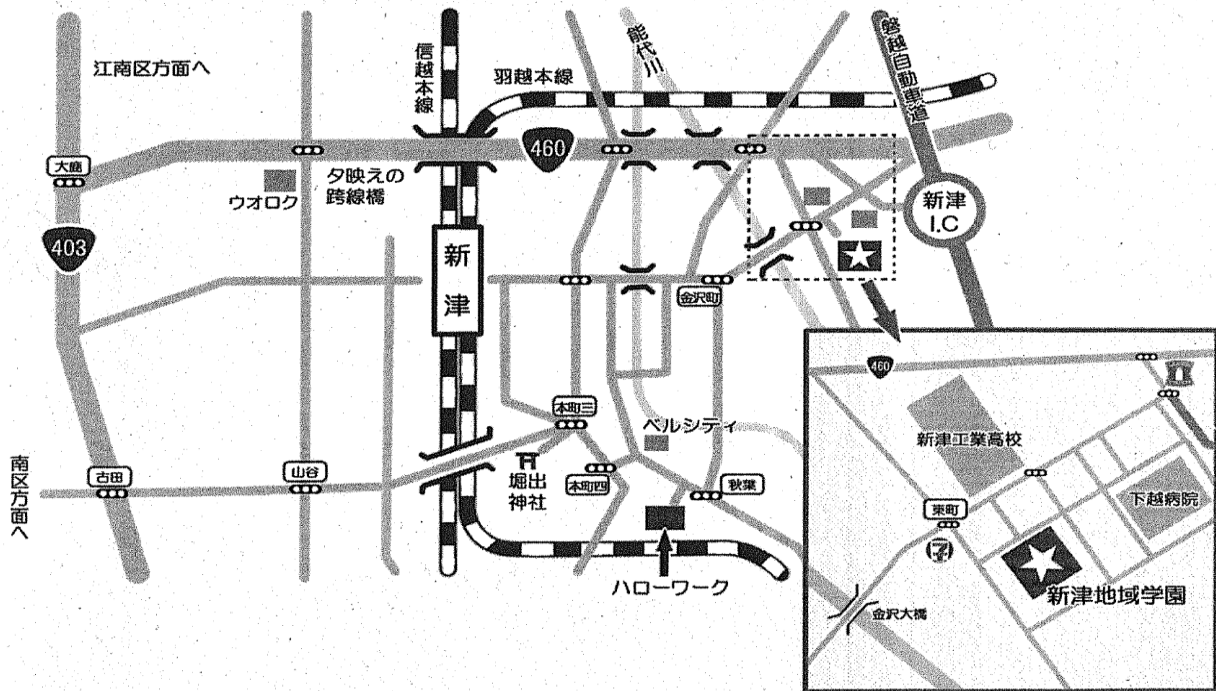 江南区方面へ
信越本線
羽越本線
能代川
磐越自動車道
大鹿
ウオロク
夕映えの
跨線橋
460
新津
I.C
403
新津
金沢町
本町三
ベルシティ
南区方面へ
古田
山谷
堀出
神社
本町四
秋葉
ハローワーク
460
新津工業高校
下越病院
東町
7
新津地域学園
金沢大橋